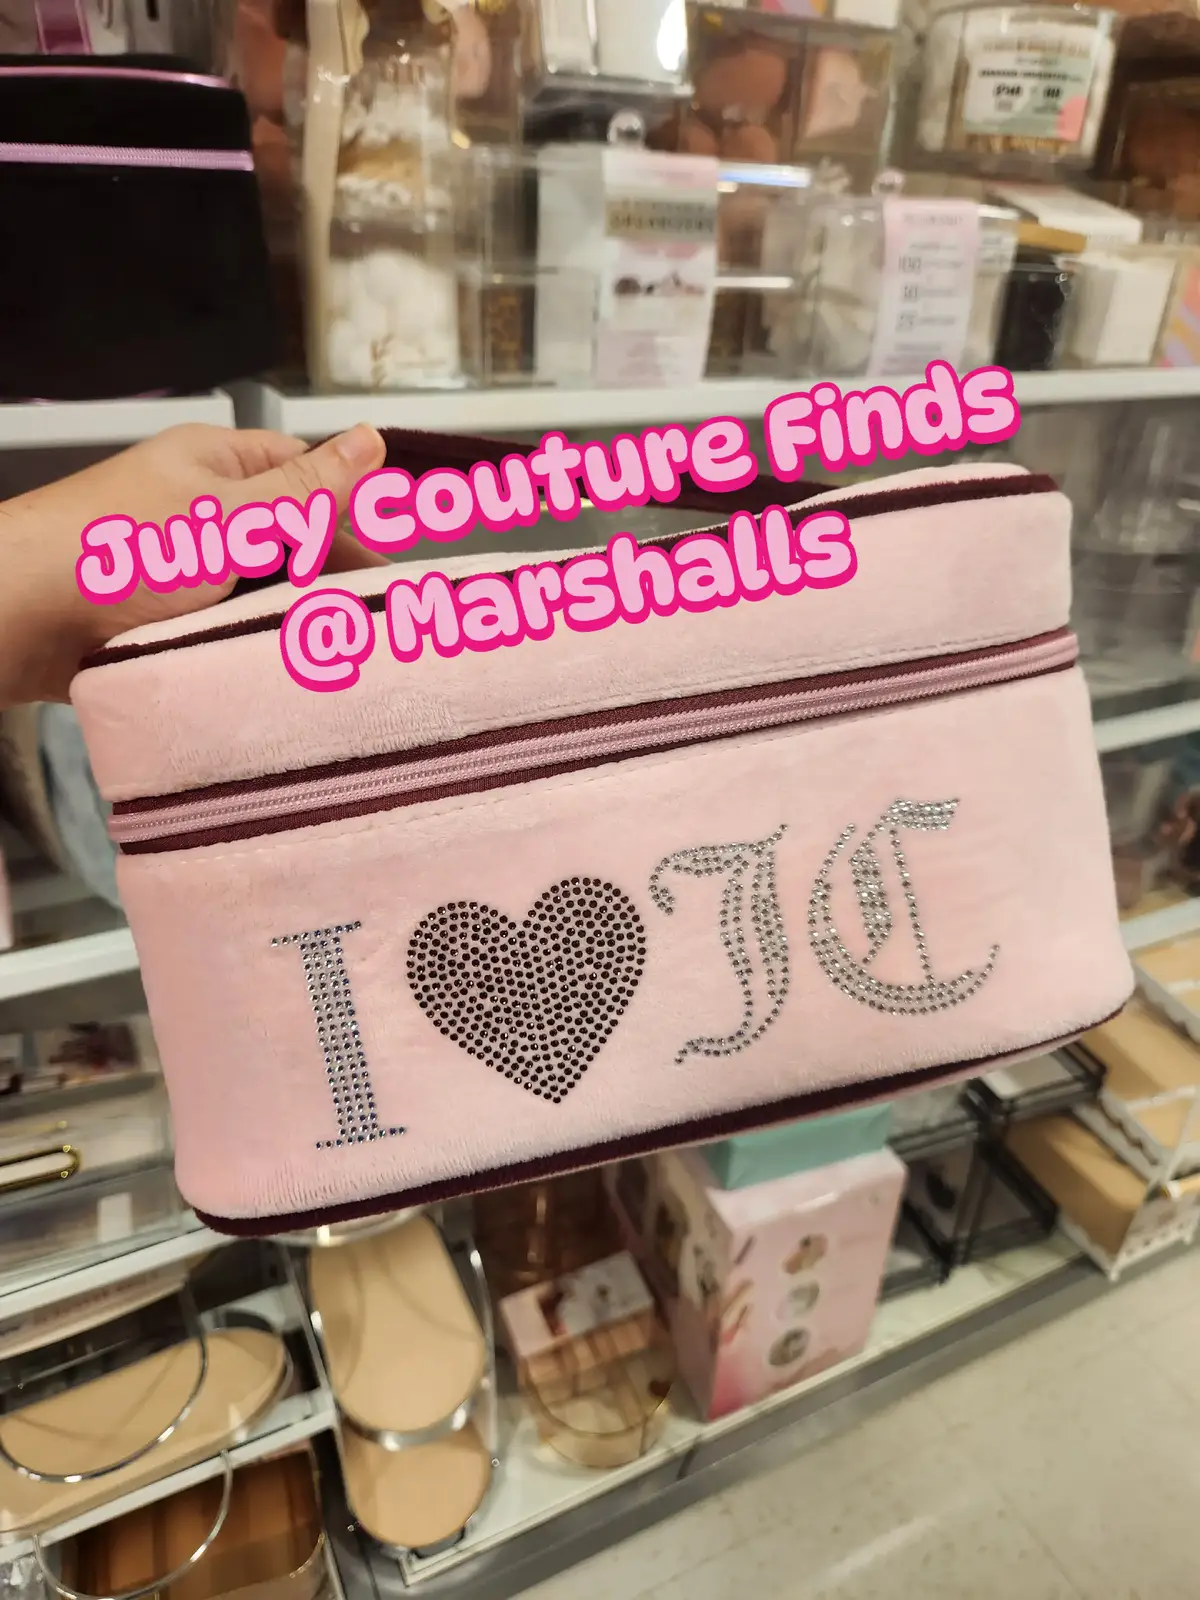 Juicy Couture Finds
@ Marshalls
I ♥ JC